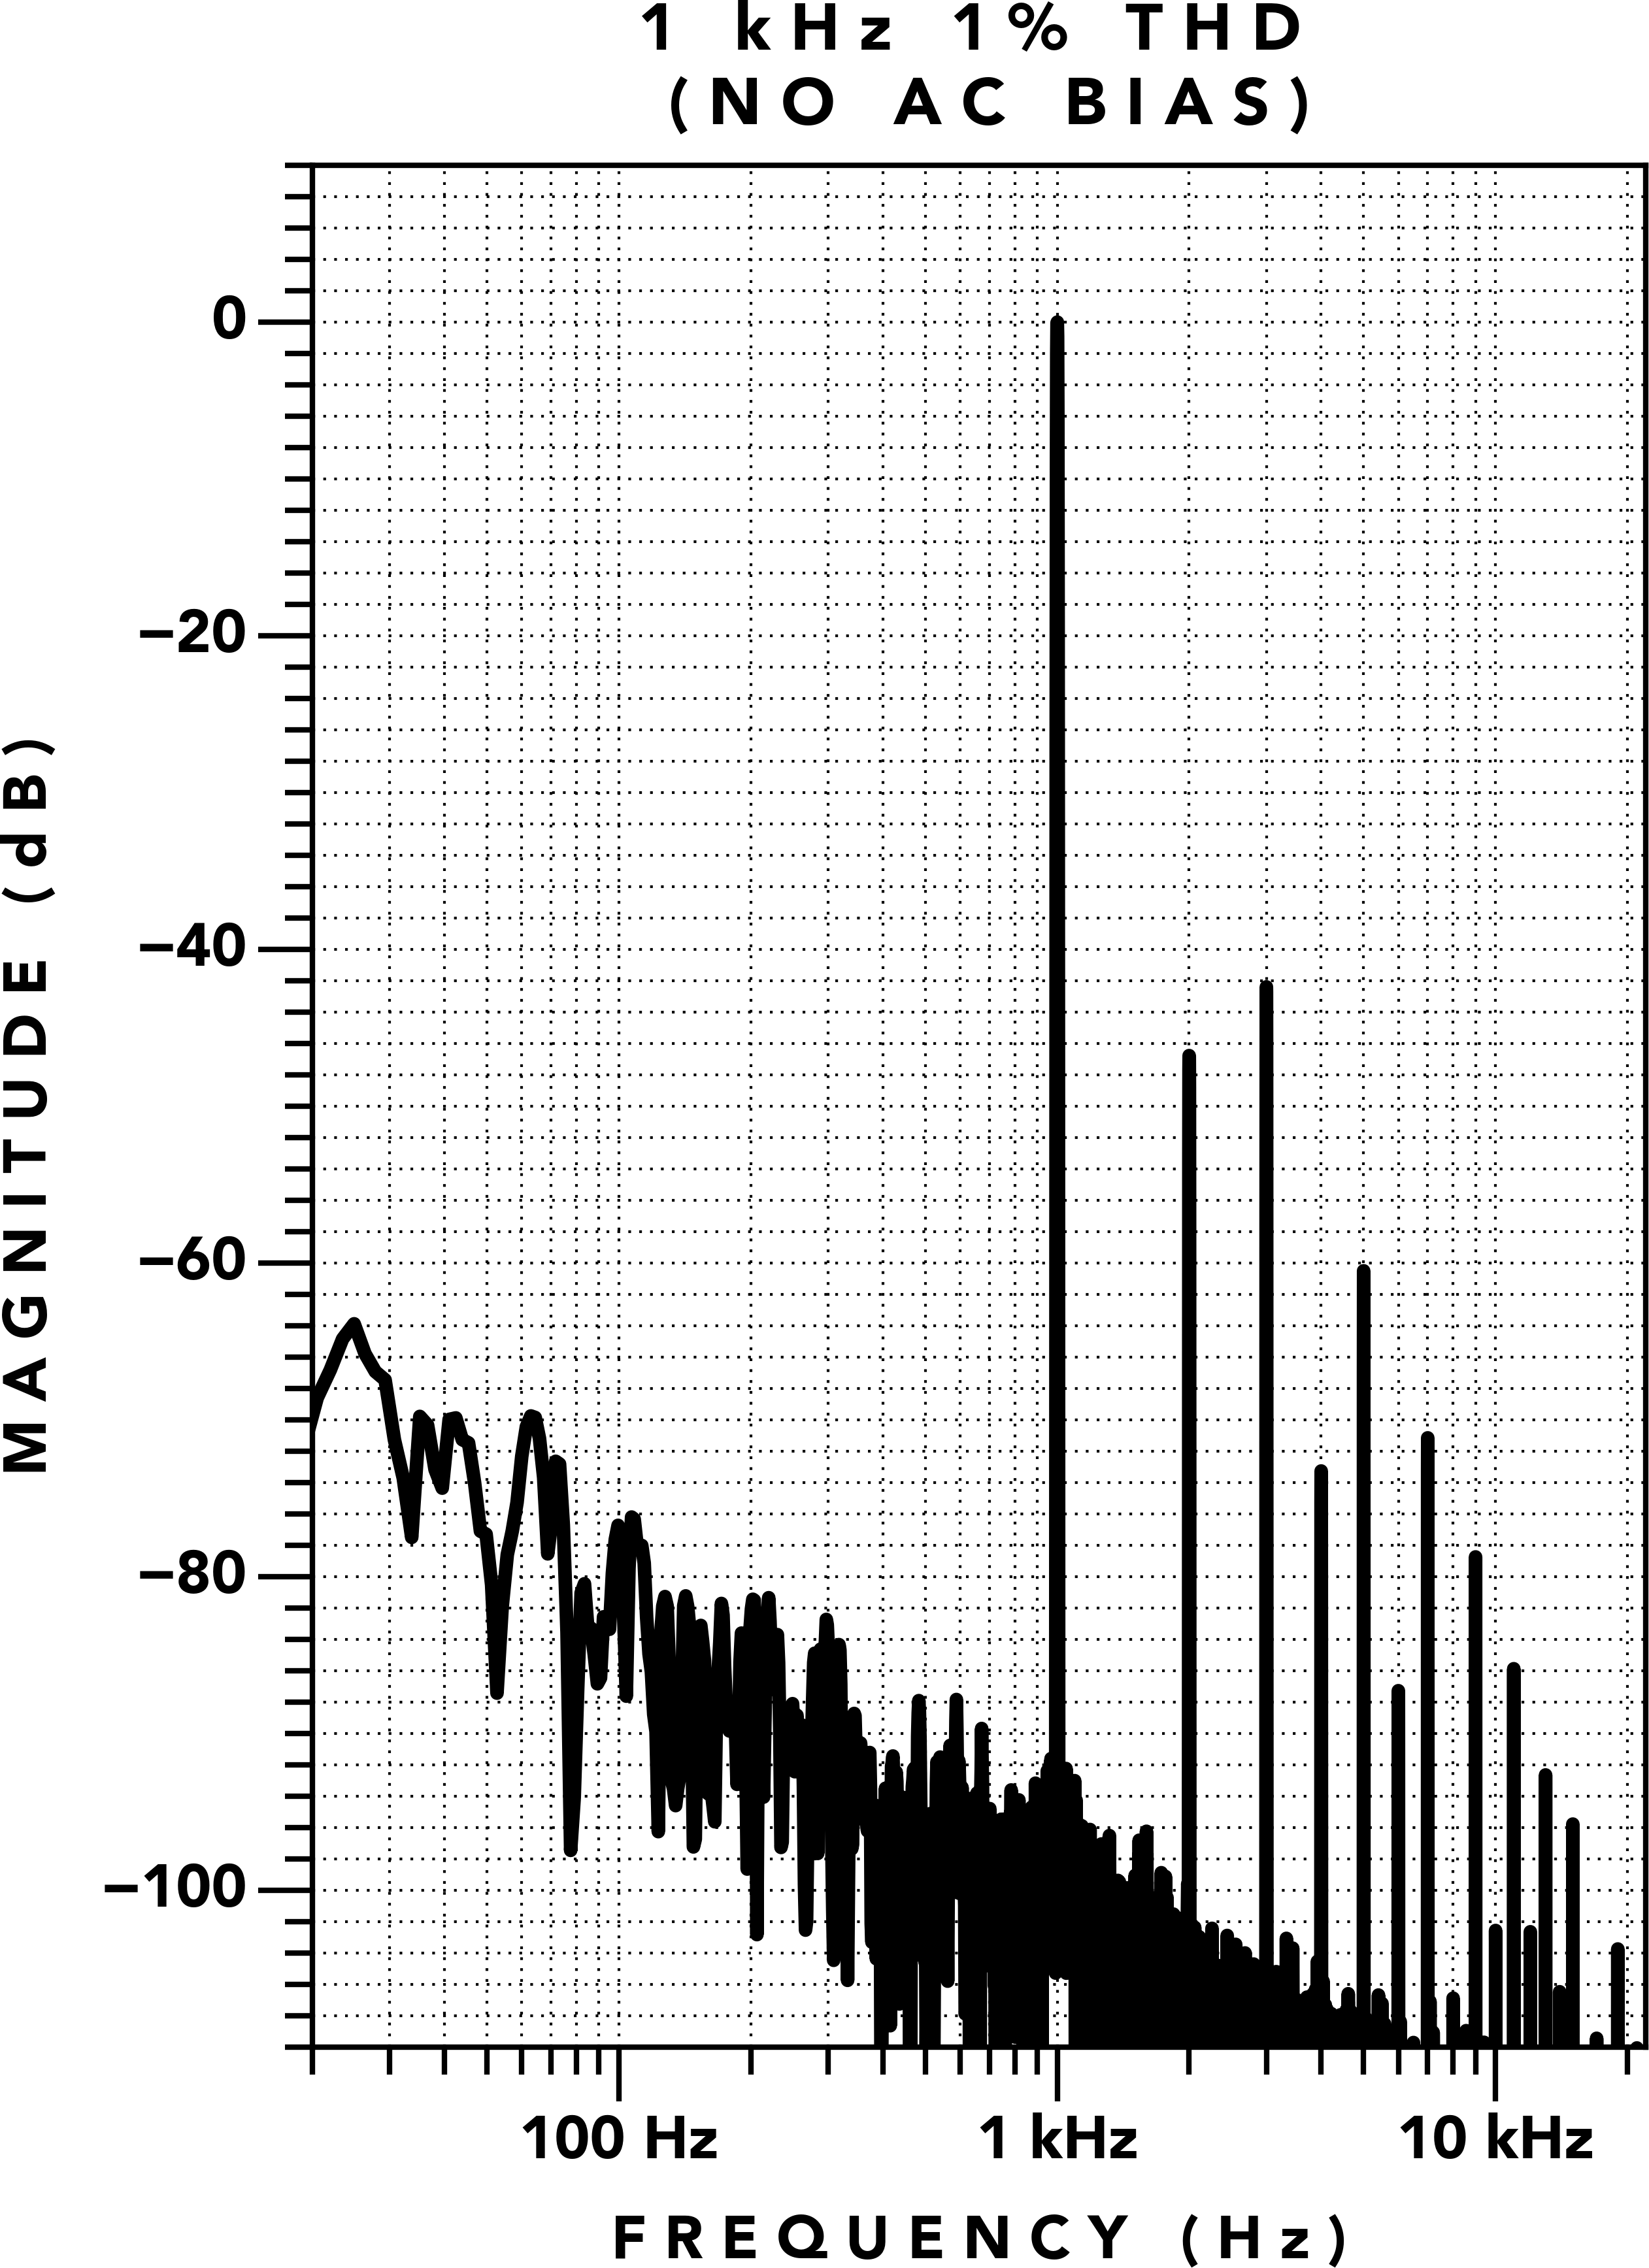 1 kHz 1% THD
(NO AC BIAS)
MAGNITUDE (dB)
0
−20
−40
−60
−80
−100
100 Hz
1 kHz
10 kHz
FREQUENCY (Hz)